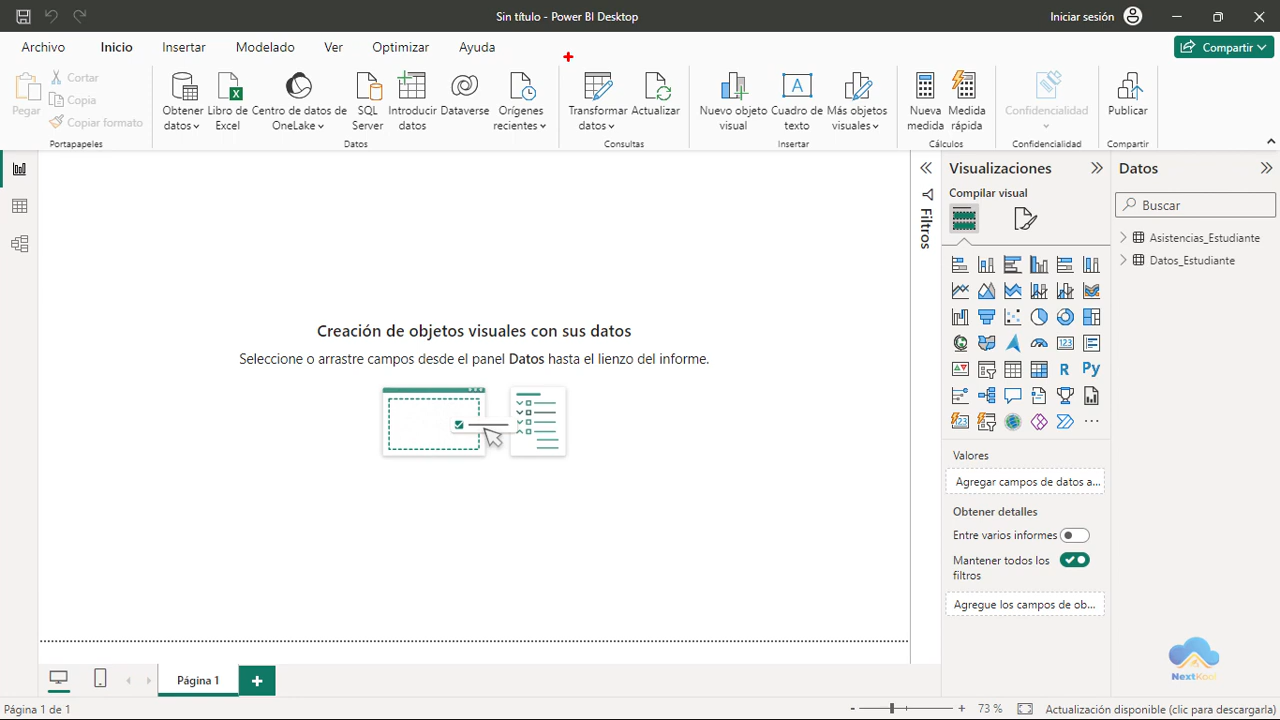 Sin título - Power BI Desktop
Iniciar sesión
Archivo
Inicio
Insertar
Modelado
Ver
Optimizar
Ayuda
Compartir
Pegar
Cortar
Copia
Copiar formato
Portapapeles
Obtener datos
Libro de Excel
Centro de datos de OneLake
SQL Server
Introducir datos
Dataverse
Orígenes recientes
Datos
Transformar datos
Actualizar
Consultas
Nuevo objeto visual
Cuadro de texto
Más objetos visuales
Insertar
Nueva medida
Medida rápida
Cálculos
Confidencialidad
Confidencialidad
Publicar
Compartir
Creación de objetos visuales con sus datos
Seleccione o arrastre campos desde el panel Datos hasta el lienzo del informe.
Filtros
Visualizaciones
Compilar visual
123
R
Py
123
Valores
Agregar campos de datos a...
Obtener detalles
Entre varios informes
Mantener todos los
filtros
Agregue los campos de ob...
Datos
Buscar
Asistencias_Estudiante
Datos_Estudiante
NextKool
Página 1
Página 1 de 1
73 %
Actualización disponible (clic para descargarla)